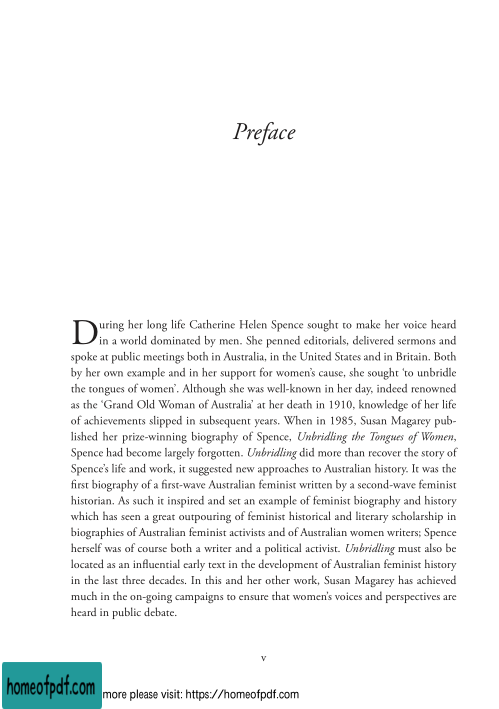 Preface
During her long life Catherine Helen Spence sought to make her voice heard
in a world dominated by men. She penned editorials, delivered sermons and
spoke at public meetings both in Australia, in the United States and in Britain. Both
by her own example and in her support for women's cause, she sought 'to unbridle
the tongues of women'. Although she was well-known in her day, indeed renowned
as the 'Grand Old Woman of Australia' at her death in 1910, knowledge of her life
of achievements slipped in subsequent years. When in 1985, Susan Magarey pub-
lished her prize-winning biography of Spence, Unbridling the Tongues of Women,
Spence had become largely forgotten. Unbridling did more than recover the story of
Spence's life and work, it suggested new approaches to Australian history. It was the
first biography of a first-wave Australian feminist written by a second-wave feminist
historian. As such it inspired and set an example of feminist biography and history
which has seen a great outpouring of feminist historical and literary scholarship in
biographies of Australian feminist activists and of Australian women writers; Spence
herself was of course both a writer and a political activist. Unbridling must also be
located as an influential early text in the development of Australian feminist history
in the last three decades. In this and her other work, Susan Magarey has achieved
much in the on-going campaigns to ensure that women's voices and perspectives are
heard in public debate.
v
homeofpdf.com more please visit: https://homeofpdf.com